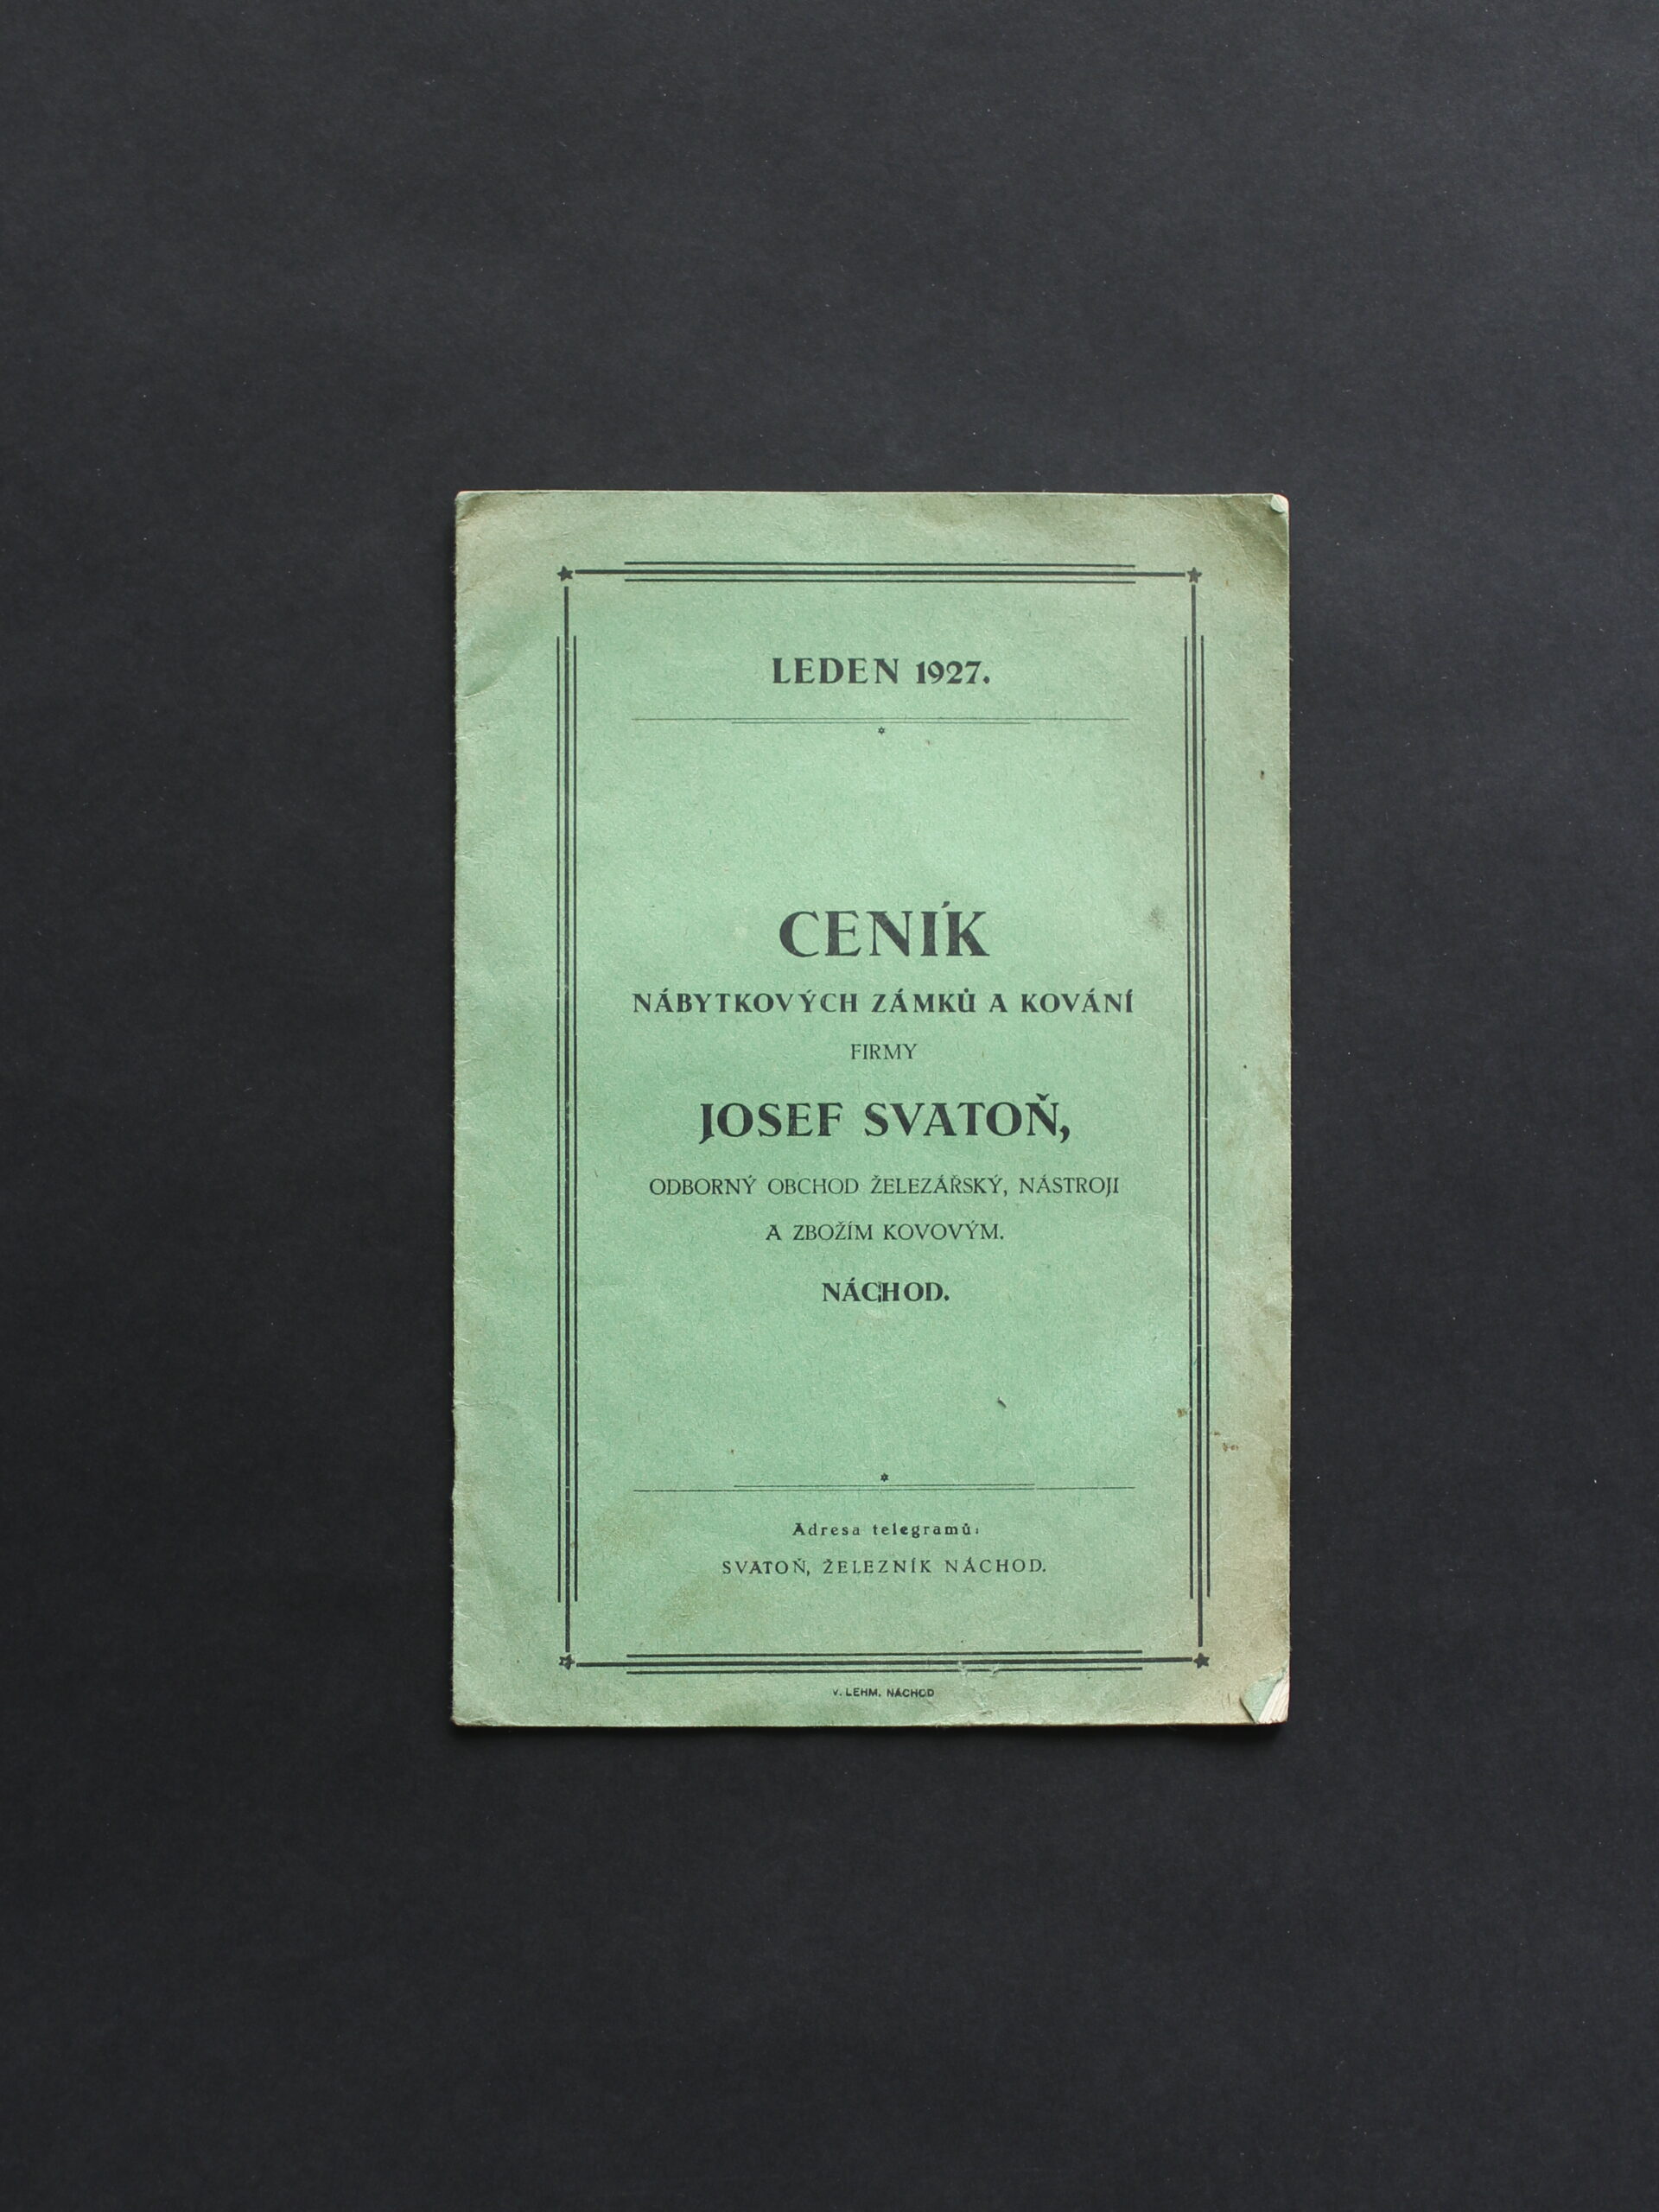 LEDEN 1927.
CENÍK
NÁBYTKOVÝCH ZÁMKŮ A KOVÁNÍ
FIRMY
JOSEF SVATOŇ,
ODBORNÝ OBCHOD ŽELEZÁŘSKÝ, NÁSTROJI
A ZBOŽÍM KOVOVÝM.
NÁCHOD.
Adresa telegramů:
SVATOŇ, ŽELEZNÍK NÁCHOD.
V. LEHM. NÁCHOD